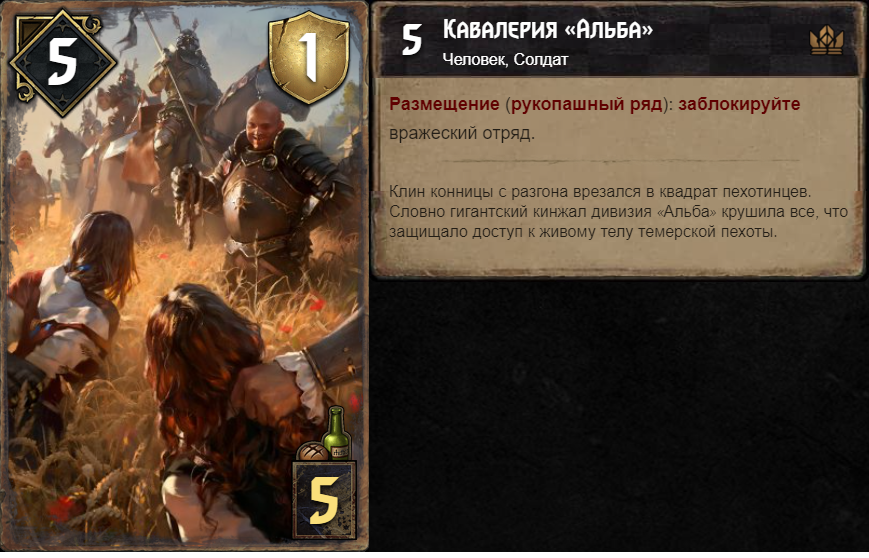 5
1
5
5
Кавалерия «Альба»
Человек, Солдат
Размещение (рукопашный ряд): заблокируйте
вражеский отряд.
Клин конницы с разгона врезался в квадрат пехотинцев.
Словно гигантский кинжал дивизия «Альба» крушила все, что
защищало доступ к живому телу темерской пехоты.